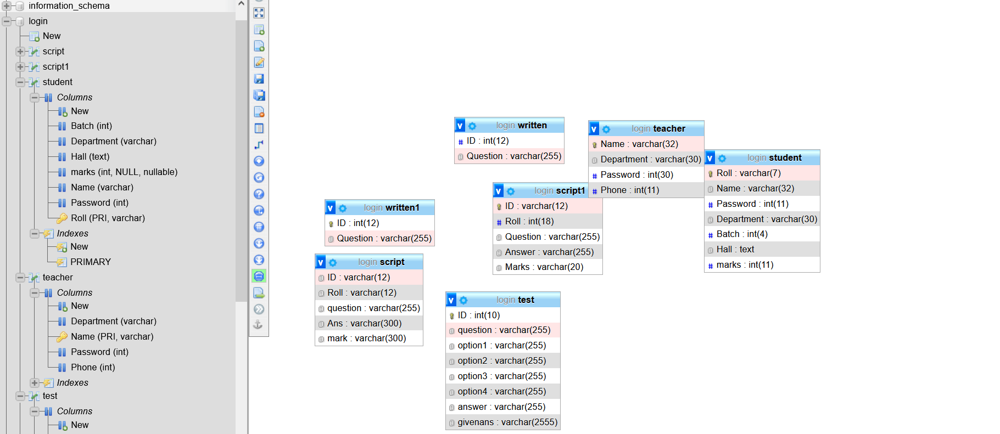 information_schema
login
New
script
script1
student
Columns
New
Batch (int)
Department (varchar)
Hall (text)
marks (int, NULL, nullable)
Name (varchar)
Password (int)
Roll (PRI, varchar)
Indexes
New
PRIMARY
teacher
Columns
New
Department (varchar)
Name (PRI, varchar)
Password (int)
Phone (int)
Indexes
test
Columns
New
v login written
# ID : int(12)
Question : varchar(255)
v login teacher
Name : varchar(32)
Department : varchar(30)
# Password : int(30)
# Phone : int(11)
v login student
Roll : varchar(7)
Name : varchar(32)
# Password : int(11)
Department : varchar(30)
# Batch : int(4)
Hall : text
# marks : int(11)
v login script1
ID : varchar(12)
# Roll : int(18)
Question : varchar(255)
Answer : varchar(255)
Marks : varchar(20)
v login written1
ID : int(12)
Question : varchar(255)
v login script
ID : varchar(12)
Roll : varchar(12)
question : varchar(255)
Ans : varchar(300)
mark : varchar(300)
v login test
ID : int(10)
question : varchar(255)
option1 : varchar(255)
option2 : varchar(255)
option3 : varchar(255)
option4 : varchar(255)
answer : varchar(255)
givenans : varchar(2555)